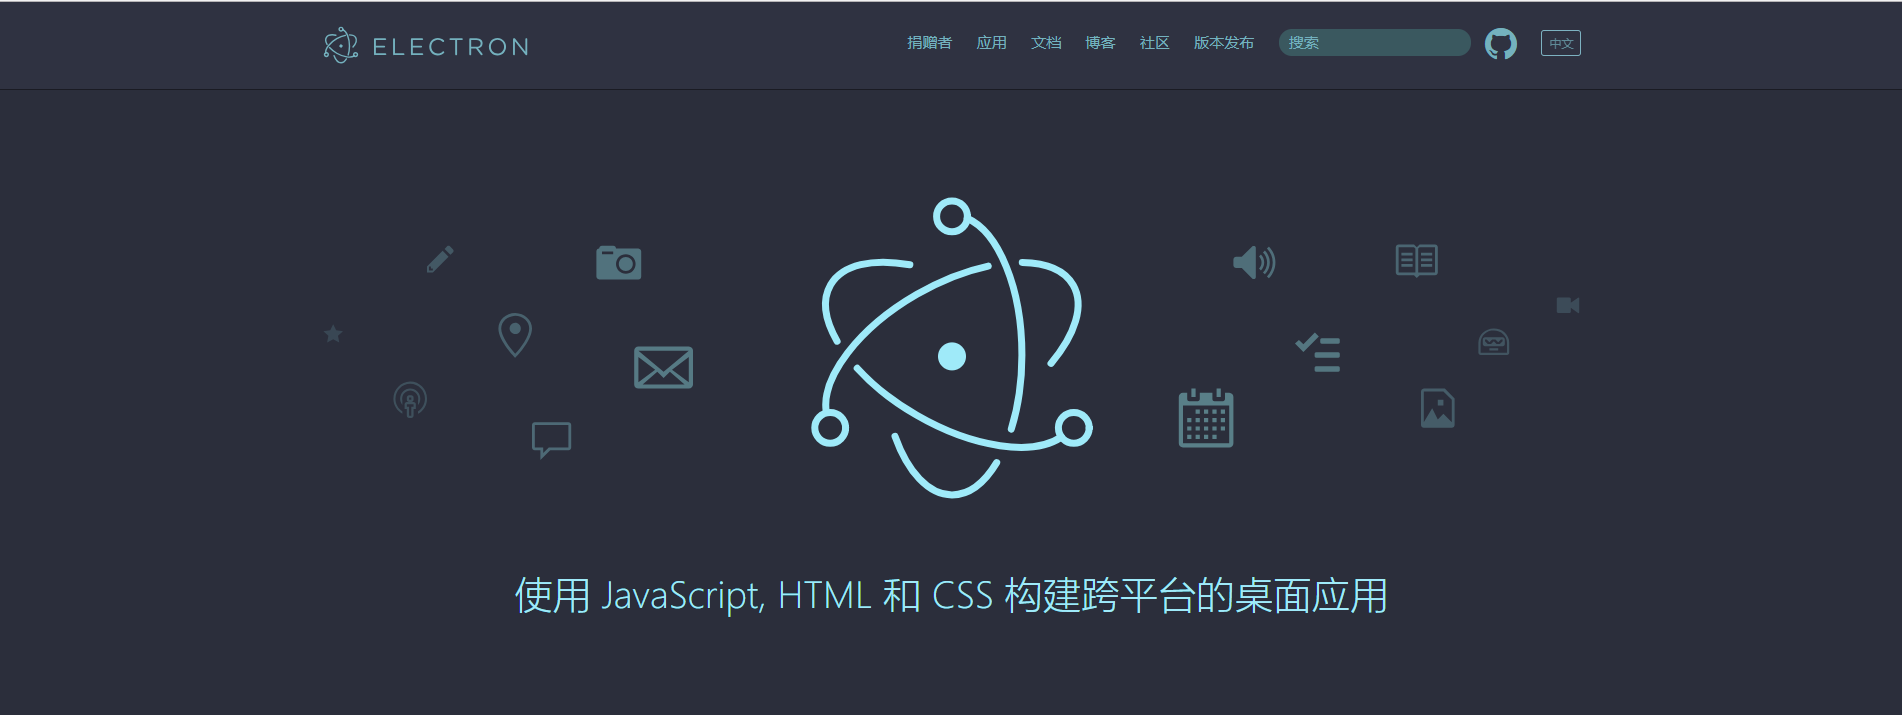 ELECTRON
捐赠者 应用 文档 博客 社区 版本发布 搜索 中文
使用 JavaScript, HTML 和 CSS 构建跨平台的桌面应用